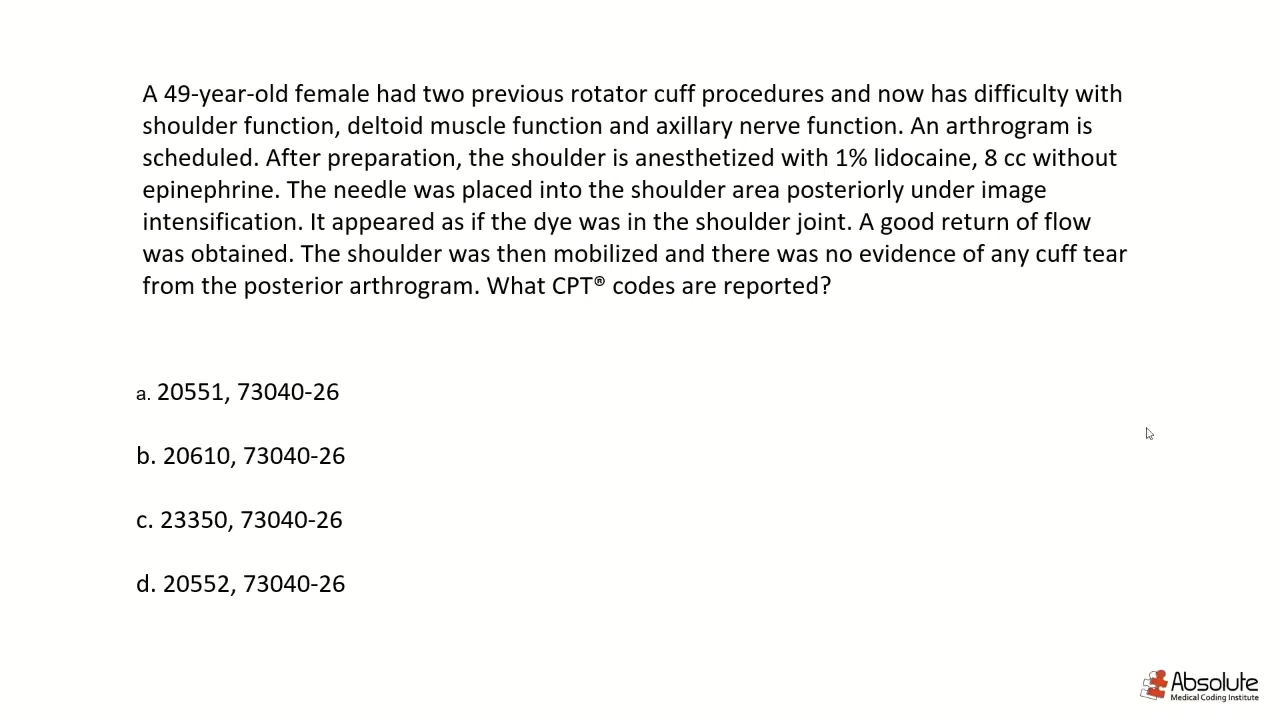 A 49-year-old female had two previous rotator cuff procedures and now has difficulty with
shoulder function, deltoid muscle function and axillary nerve function. An arthrogram is
scheduled. After preparation, the shoulder is anesthetized with 1% lidocaine, 8 cc without
epinephrine. The needle was placed into the shoulder area posteriorly under image
intensification. It appeared as if the dye was in the shoulder joint. A good return of flow
was obtained. The shoulder was then mobilized and there was no evidence of any cuff tear
from the posterior arthrogram. What CPT® codes are reported?
a. 20551, 73040-26
b. 20610, 73040-26
c. 23350, 73040-26
d. 20552, 73040-26
Absolute
Medical Coding Institute